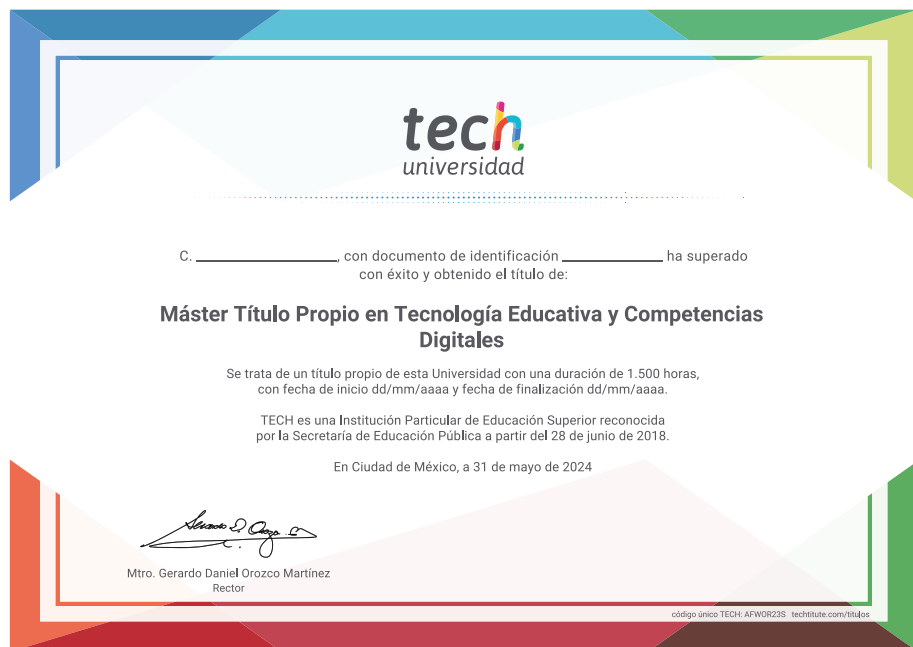 tech
universidad
C. ____________________, con documento de identificación ______________ ha superado
con éxito y obtenido el título de:
Máster Título Propio en Tecnología Educativa y Competencias
Digitales
Se trata de un título propio de esta Universidad con una duración de 1.500 horas,
con fecha de inicio dd/mm/aaaa y fecha de finalización dd/mm/aaaa.
TECH es una Institución Particular de Educación Superior reconocida
por la Secretaría de Educación Pública a partir del 28 de junio de 2018.
En Ciudad de México, a 31 de mayo de 2024
Mtro. Gerardo Daniel Orozco Martínez
Rector
código único TECH: AFWOR23S techtitute.com/titulos